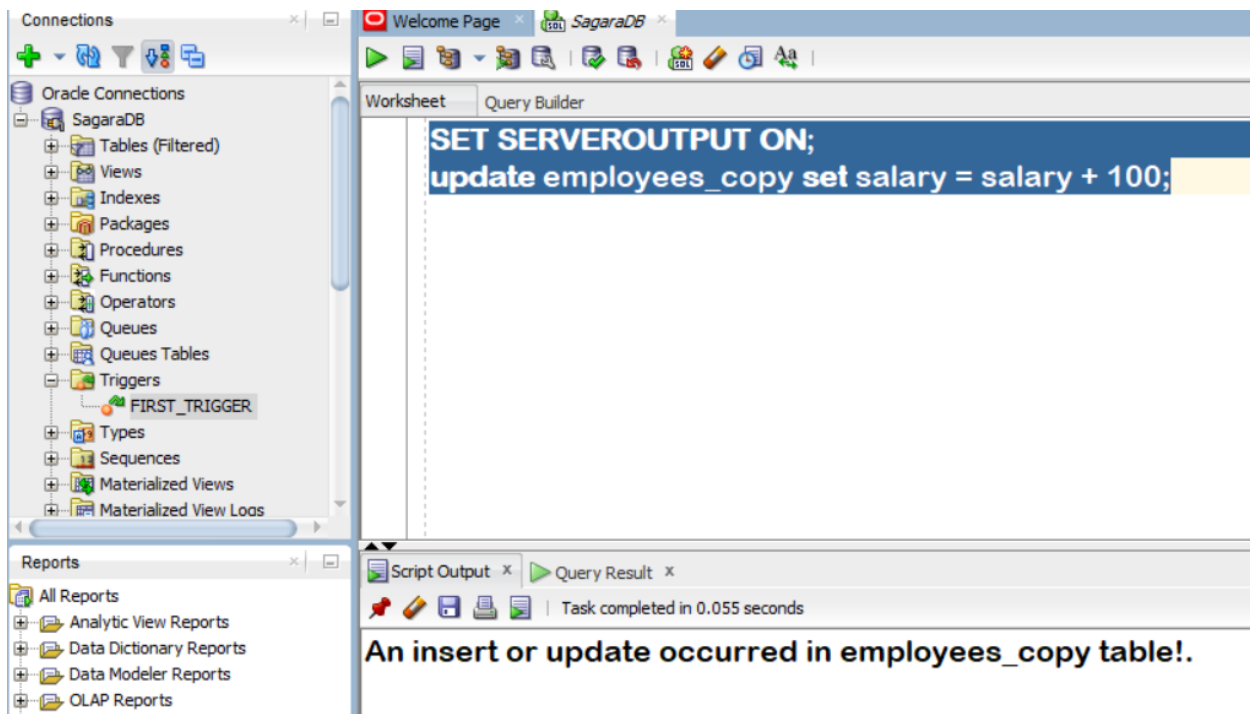 Connections
Oracle Connections
SagaraDB
Tables (Filtered)
Views
Indexes
Packages
Procedures
Functions
Operators
Queues
Queues Tables
Triggers
FIRST_TRIGGER
Types
Sequences
Materialized Views
Materialized View Logs
Reports
All Reports
Analytic View Reports
Data Dictionary Reports
Data Modeler Reports
OLAP Reports
Welcome Page
SagaraDB
Worksheet
Query Builder
SET SERVEROUTPUT ON;
update employees_copy set salary = salary + 100;
Script Output
Query Result
Task completed in 0.055 seconds
An insert or update occurred in employees_copy table!.